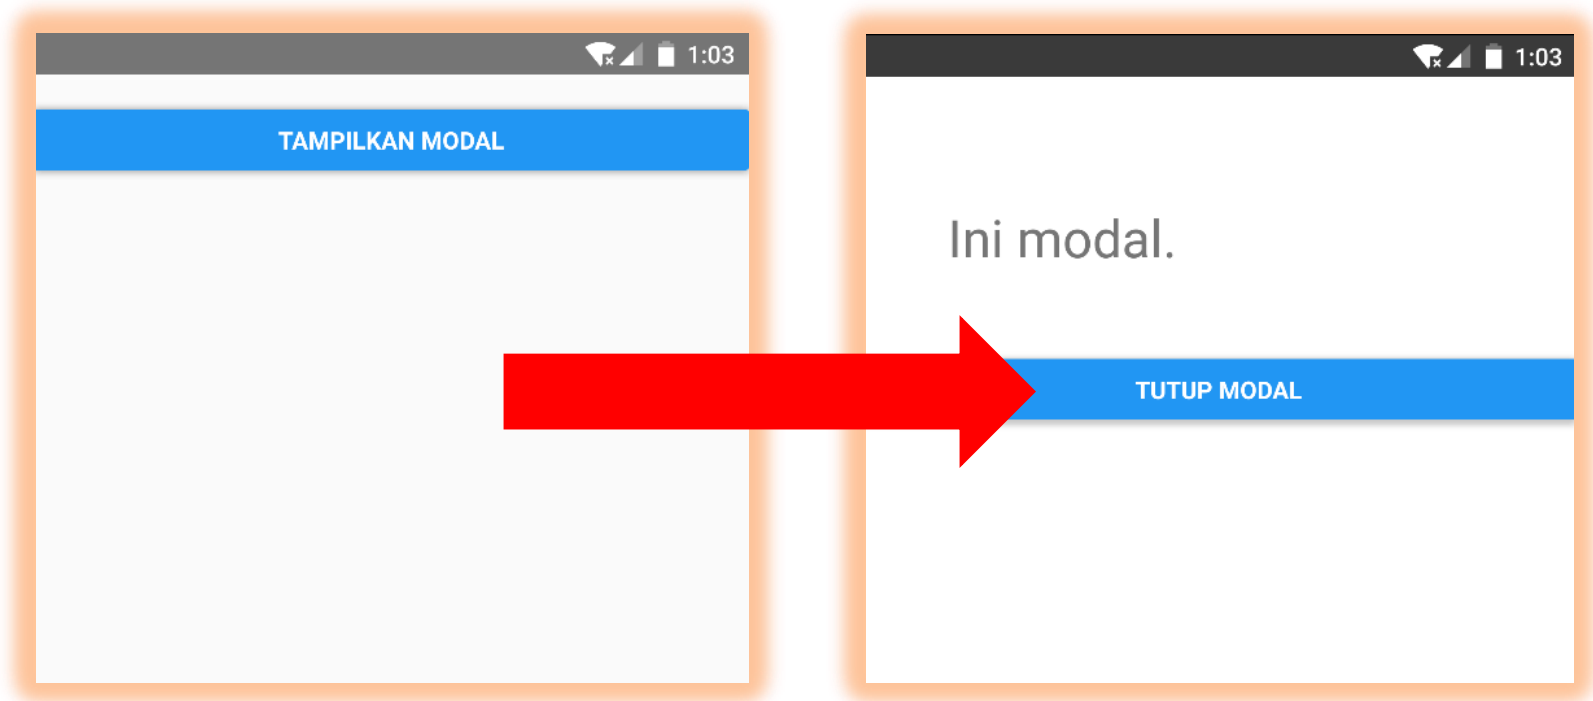 1:03
TAMPILKAN MODAL
1:03
Ini modal.
TUTUP MODAL